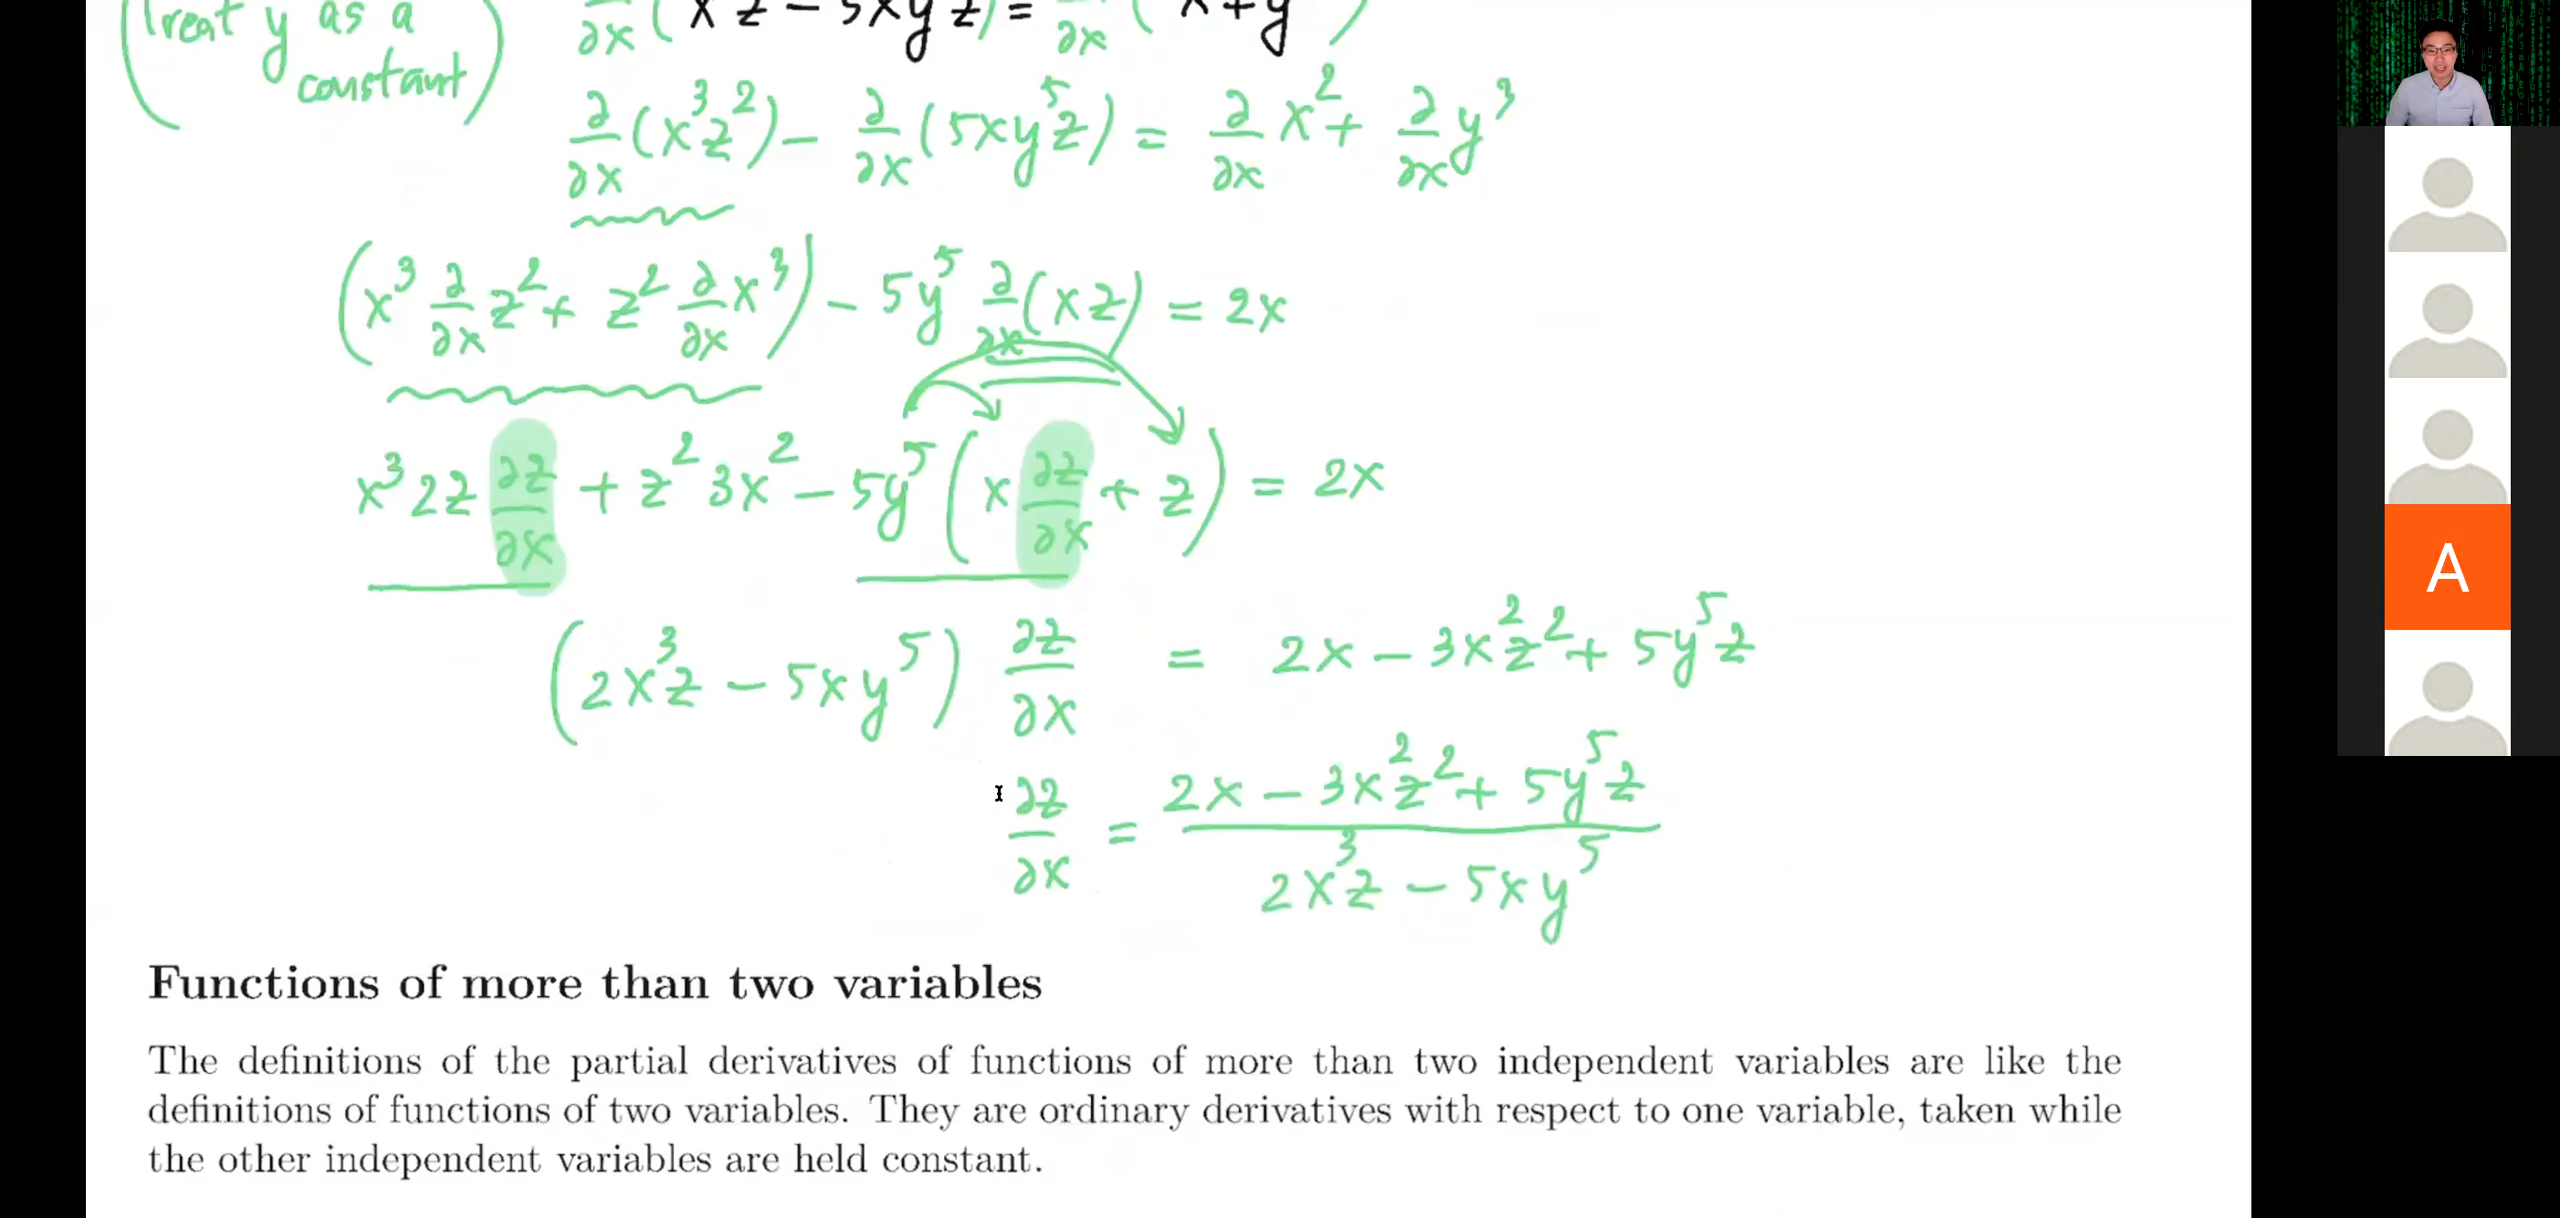 (Treat y as a constant) ∂/∂x (x³z² − 5xy⁵z) = ∂/∂x (x²+y³)
∂/∂x (x³z²) − ∂/∂x (5xy⁵z) = ∂/∂x x² + ∂/∂x y³
(x³ ∂/∂x z² + z² ∂/∂x x³) − 5y⁵ ∂/∂x (xz) = 2x
x³2z ∂z/∂x + z²3x² − 5y⁵ (x ∂z/∂x + z) = 2x
(2x³z − 5xy⁵) ∂z/∂x = 2x − 3x²z² + 5y⁵z
∂z/∂x = (2x − 3x²z² + 5y⁵z)/(2x³z − 5xy⁵)
Functions of more than two variables
The definitions of the partial derivatives of functions of more than two independent variables are like the
definitions of functions of two variables. They are ordinary derivatives with respect to one variable, taken while
the other independent variables are held constant.
A